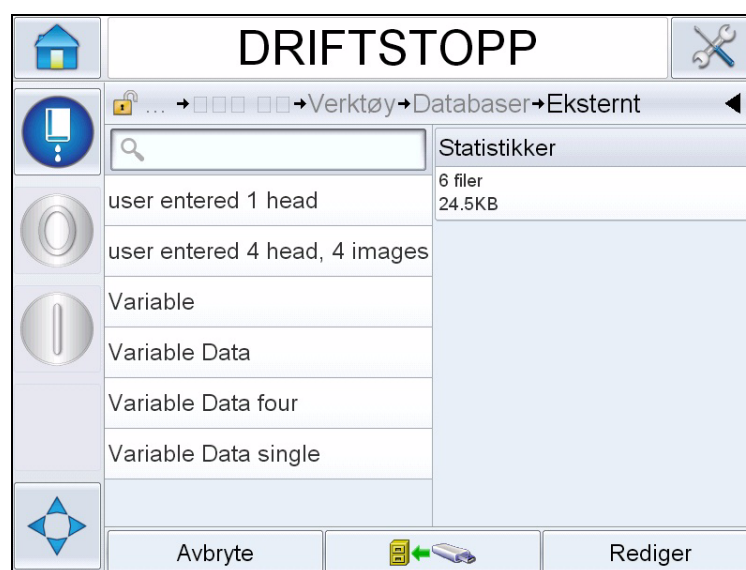 DRIFTSTOPP
... → → Verktøy → Databaser → Eksternt
Statistikker
6 filer
24.5KB
user entered 1 head
user entered 4 head, 4 images
Variable
Variable Data
Variable Data four
Variable Data single
Avbryte
Rediger